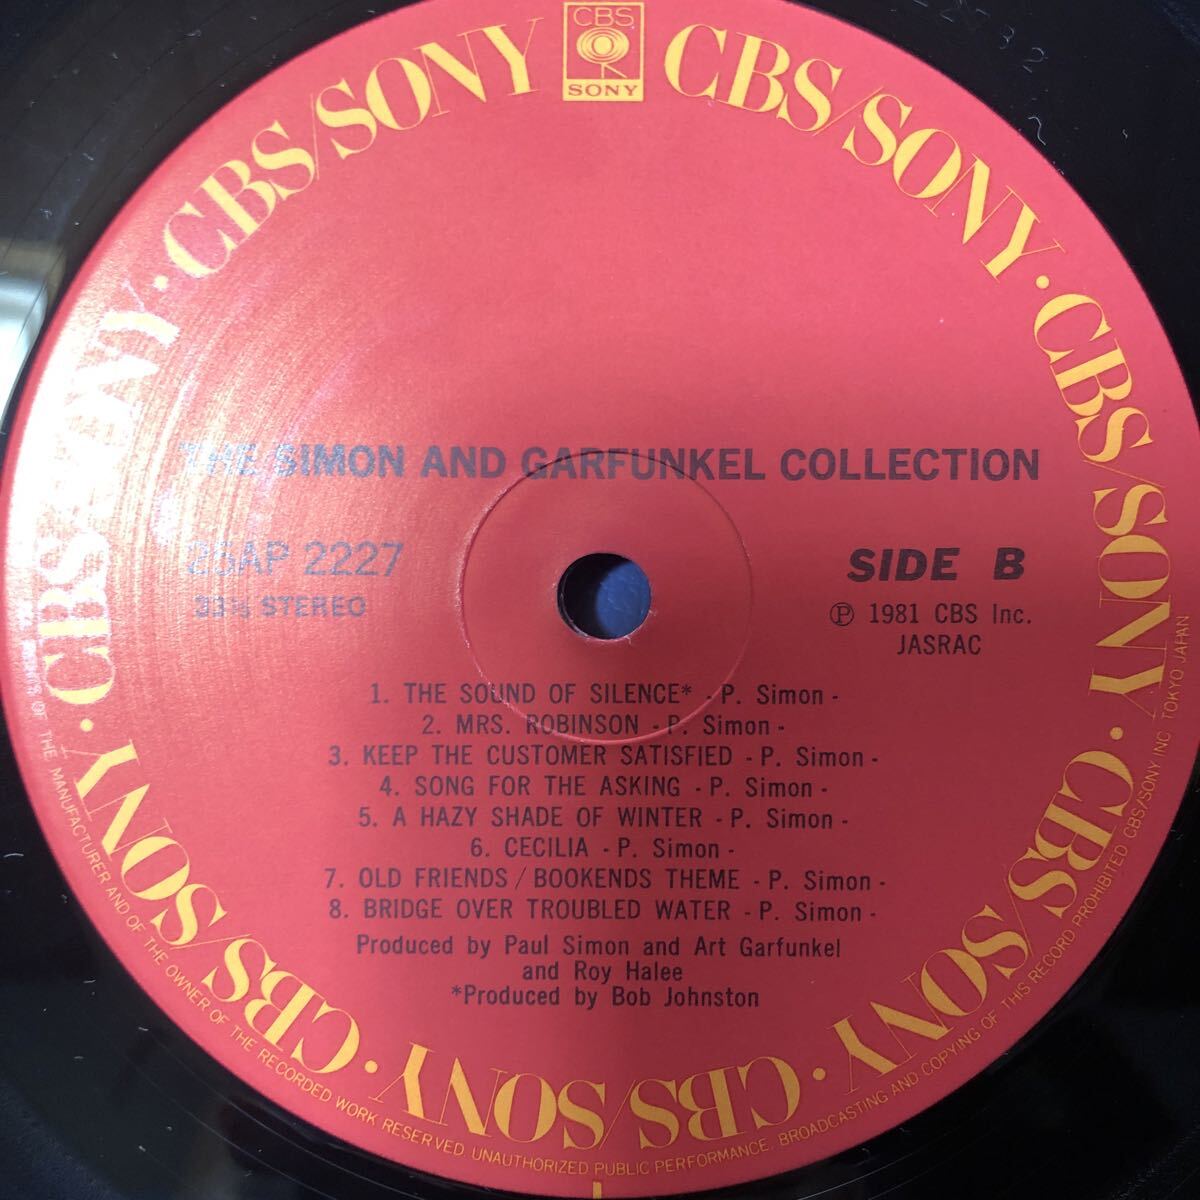 CBS
SONY
CBS/SONY · CBS/SONY · CBS/SONY · CBS/SONY · CBS/SONY · CBS/SONY · CBS/SONY · CBS/SONY
THE SIMON AND GARFUNKEL COLLECTION
25AP 2227
SIDE B
33⅓ STEREO
Ⓟ 1981 CBS Inc.
JASRAC
1. THE SOUND OF SILENCE* - P. Simon -
2. MRS. ROBINSON - P. Simon -
3. KEEP THE CUSTOMER SATISFIED - P. Simon -
4. SONG FOR THE ASKING - P. Simon -
5. A HAZY SHADE OF WINTER - P. Simon -
6. CECILIA - P. Simon -
7. OLD FRIENDS / BOOKENDS THEME - P. Simon -
8. BRIDGE OVER TROUBLED WATER - P. Simon -
Produced by Paul Simon and Art Garfunkel
and Roy Halee
*Produced by Bob Johnston
OF THE MANUFACTURER AND OF THE OWNER OF THE RECORDED WORK RESERVED UNAUTHORIZED PUBLIC PERFORMANCE, BROADCASTING AND COPYING OF THIS RECORD PROHIBITED CBS/SONY INC TOKYO JAPAN